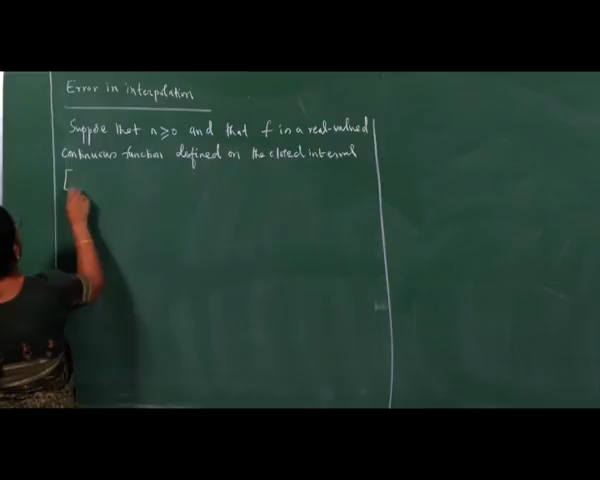 Error in interpolation
Suppose that n ≥ 0 and that f is a real-valued
continuous function defined on the closed interval
[